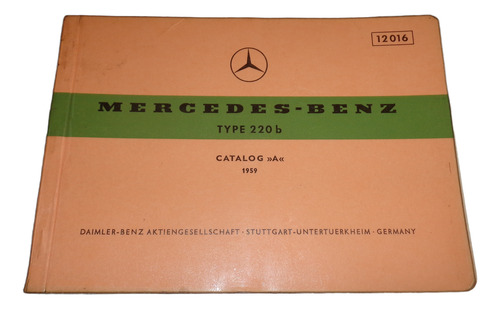 12016
MERCEDES-BENZ
TYPE 220 b
CATALOG »A«
1959
DAIMLER-BENZ AKTIENGESELLSCHAFT · STUTTGART-UNTERTUERKHEIM · GERMANY